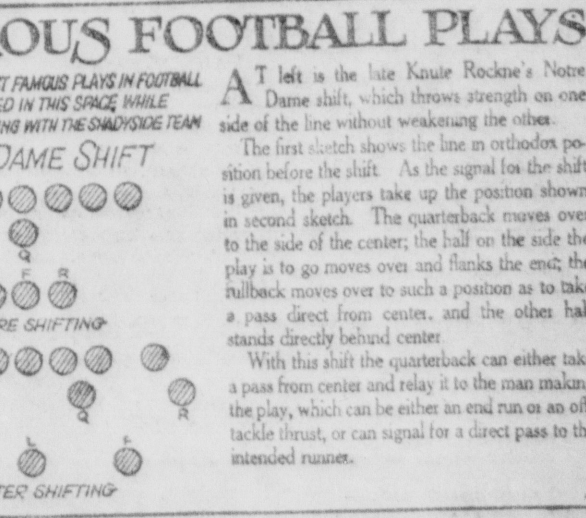 OUS FOOTBALL PLAYS
T FAMOUS PLAYS IN FOOTBALL
ED IN THIS SPACE, WHILE
NG WITH THE SHADYSIDE TEAM
DAME SHIFT
Q
F R
RE SHIFTING
Q R
L F
TER SHIFTING
AT left is the late Knute Rockne's Notre
Dame shift, which throws strength on one
side of the line without weakening the other.
The first sketch shows the line in orthodox po-
sition before the shift. As the signal for the shift
is given, the players take up the position shown
in second sketch. The quarterback moves over
to the side of the center; the half on the side the
play is to go moves over and flanks the end; the
fullback moves over to such a position as to take
a pass direct from center, and the other hal
stands directly behind center.
With this shift the quarterback can either tak
a pass from center and relay it to the man makin
the play, which can be either an end run or an off
tackle thrust, or can signal for a direct pass to th
intended runner.